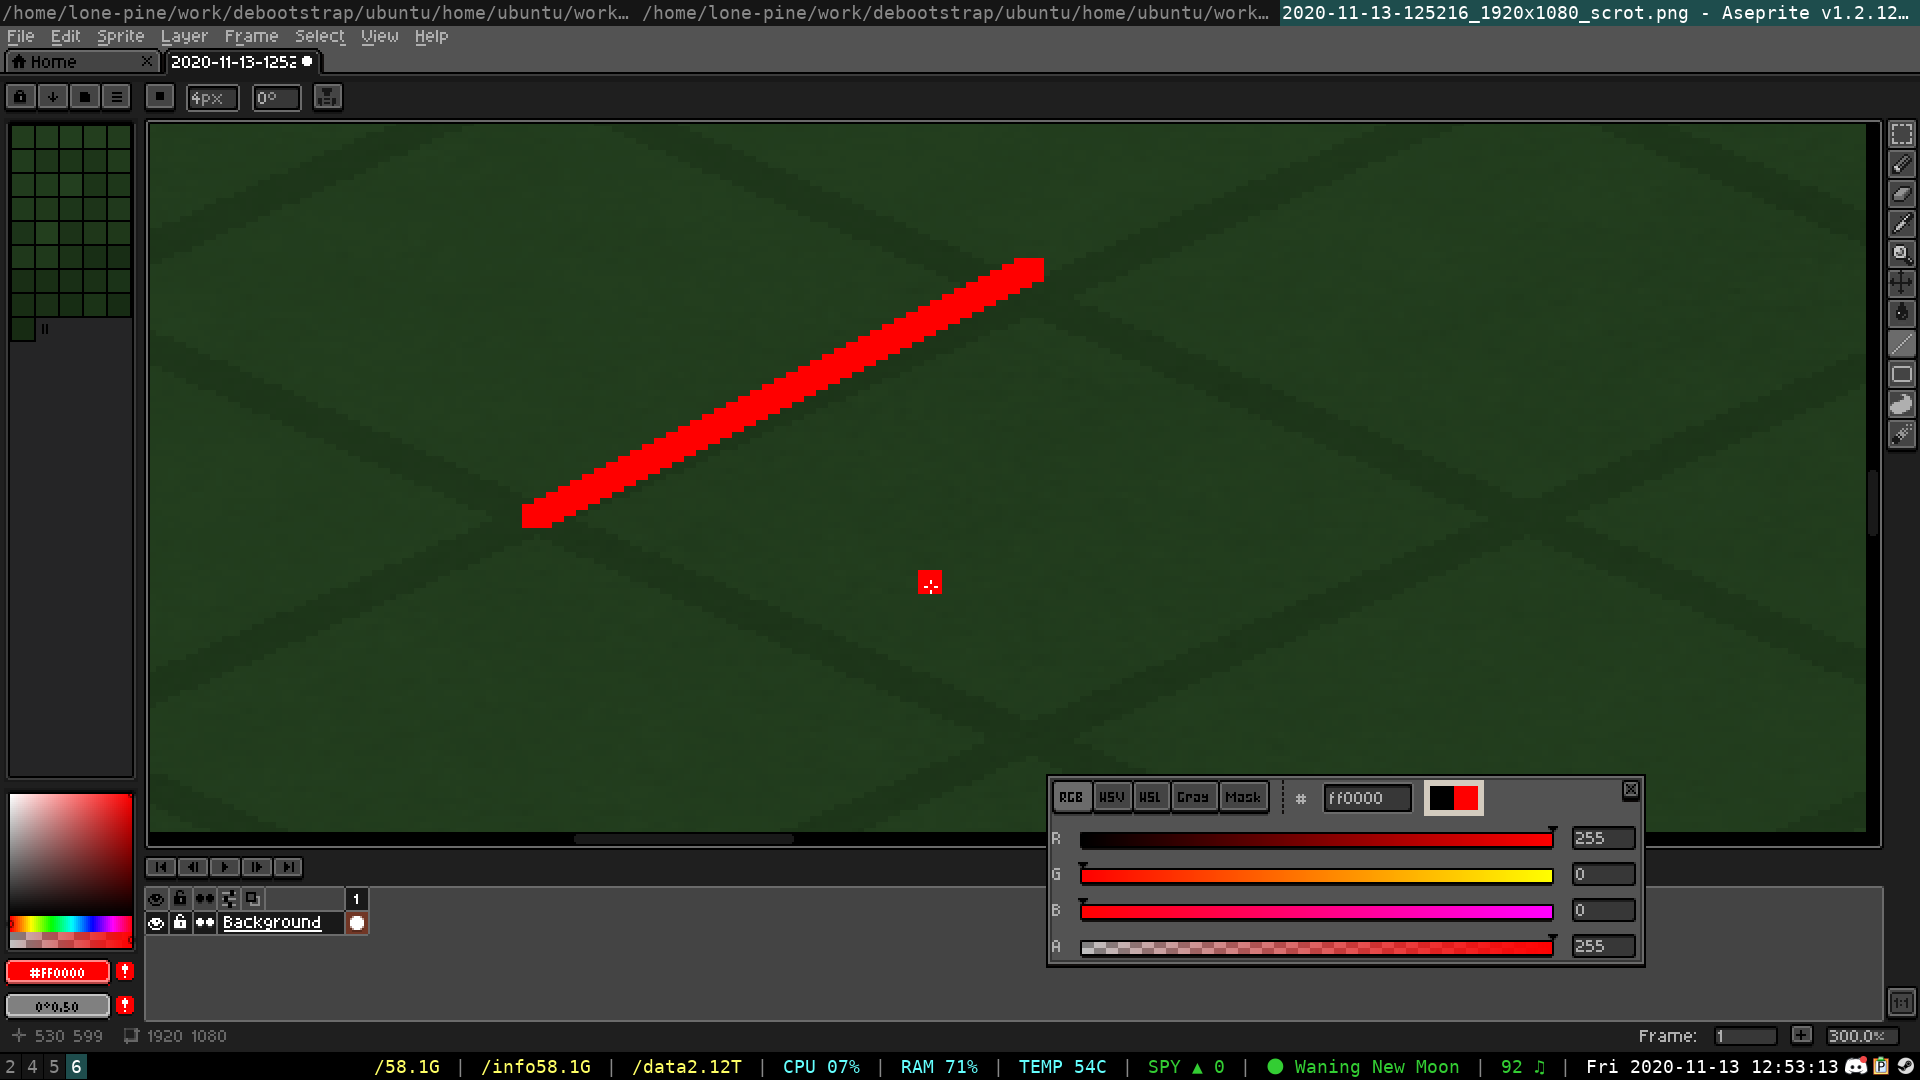 /home/lone-pine/work/debootstrap/ubuntu/home/ubuntu/work… /home/lone-pine/work/debootstrap/ubuntu/home/ubuntu/work… 2020-11-13-125216_1920x1080_scrot.png - Aseprite v1.2.12…
File Edit Sprite Layer Frame Select View Help
Home 2020-11-13-1252
4px 0°
RGB HSV HSL Gray Mask # ff0000
R 255
G 0
B 0
A 255
1
Background
#FF0000 !
0°0.50 !
530 599 1920 1080 Frame: 1 + 300.0% 1:1
2 4 5 6 /58.1G | /info58.1G | /data2.12T | CPU 07% | RAM 71% | TEMP 54C | SPY ▲ 0 | ● Waning New Moon | 92 ♫ | Fri 2020-11-13 12:53:13